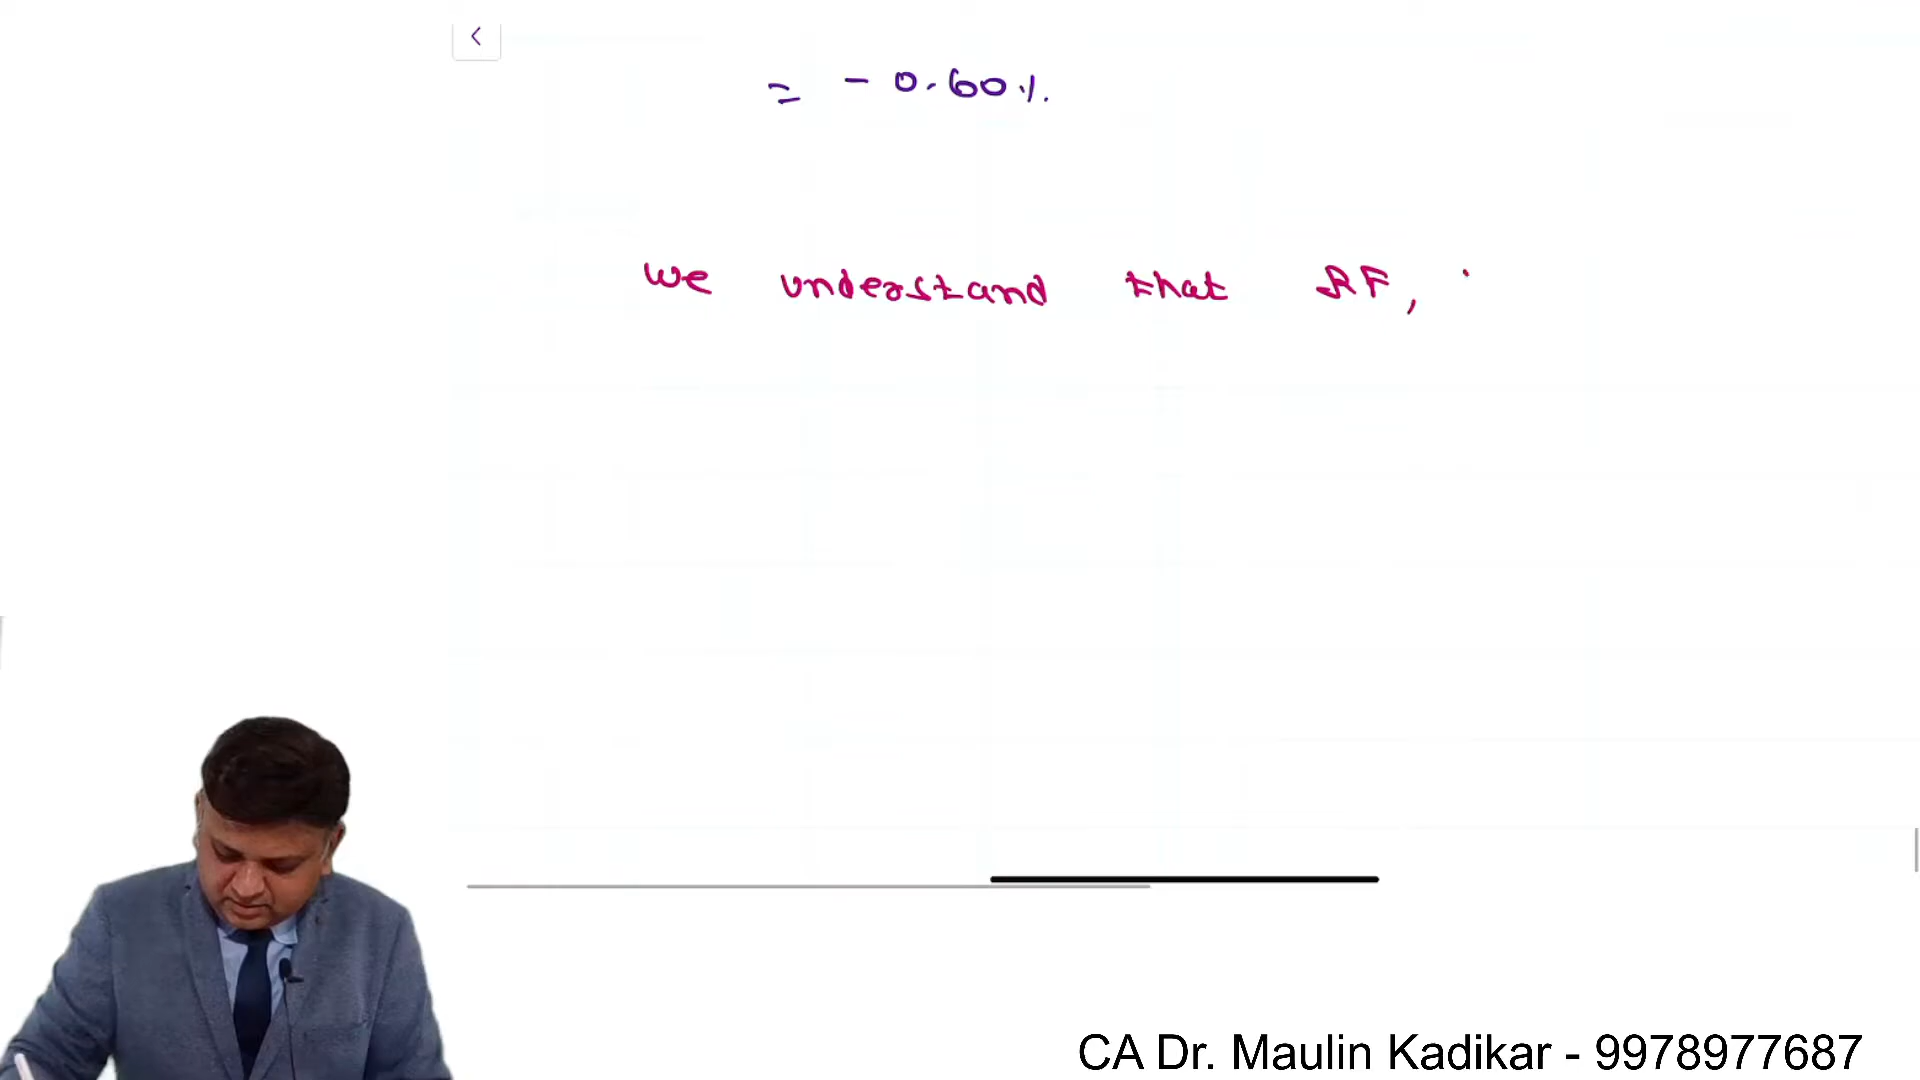 = - 0.60%.
we understand that RF,
CA Dr. Maulin Kadikar - 9978977687